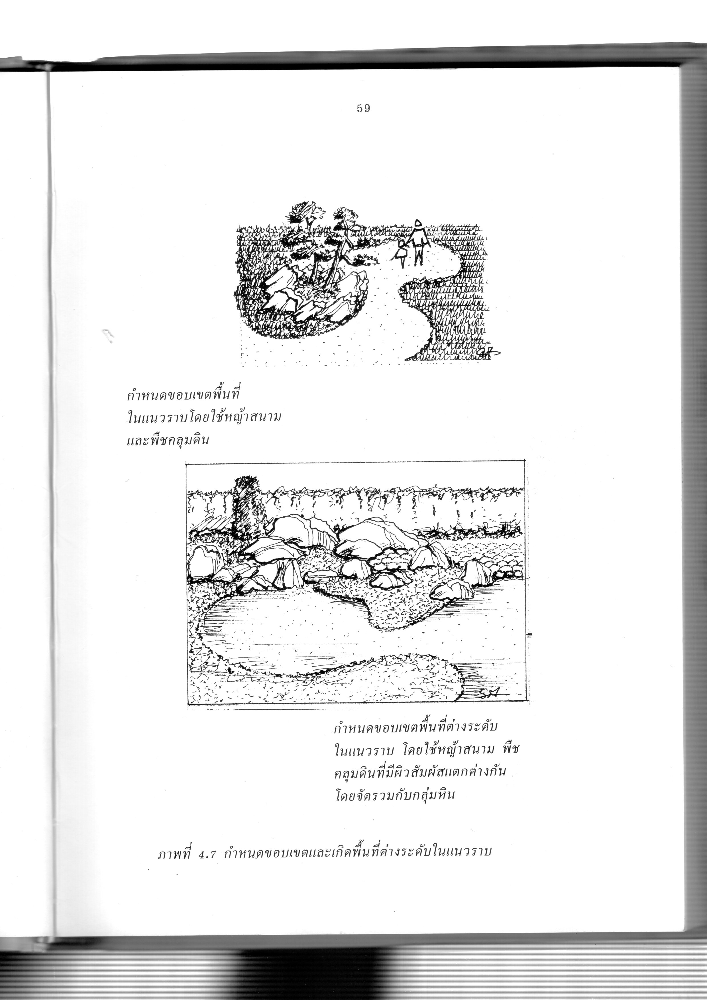 59
กำหนดขอบเขตพื้นที่
ในแนวราบโดยใช้หญ้าสนาม
และพืชคลุมดิน
กำหนดขอบเขตพื้นที่ต่างระดับ
ในแนวราบ โดยใช้หญ้าสนาม พืช
คลุมดินที่มีผิวสัมผัสแตกต่างกัน
โดยจัดรวมกับกลุ่มหิน
ภาพที่ 4.7 กำหนดขอบเขตและเกิดพื้นที่ต่างระดับในแนวราบ